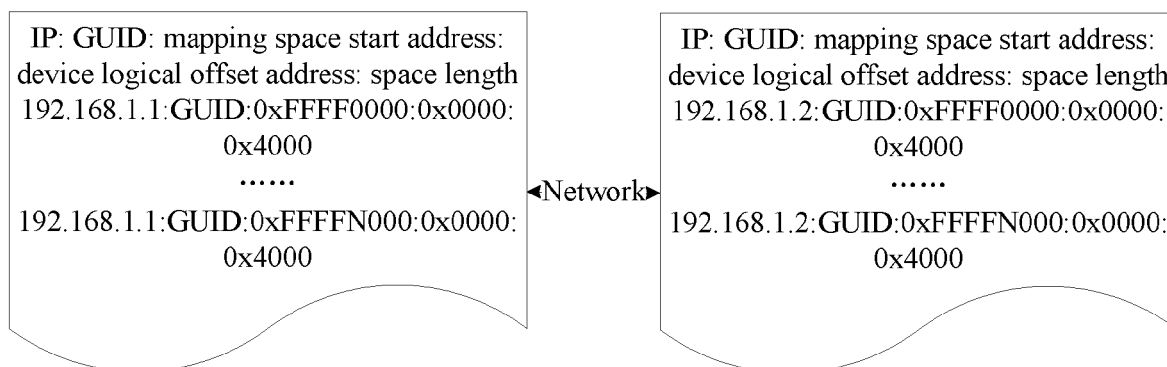 IP: GUID: mapping space start address:
device logical offset address: space length
192.168.1.1:GUID:0xFFFF0000:0x0000:
0x4000
……
192.168.1.1:GUID:0xFFFFN000:0x0000:
0x4000
Network
IP: GUID: mapping space start address:
device logical offset address: space length
192.168.1.2:GUID:0xFFFF0000:0x0000:
0x4000
……
192.168.1.2:GUID:0xFFFFN000:0x0000:
0x4000